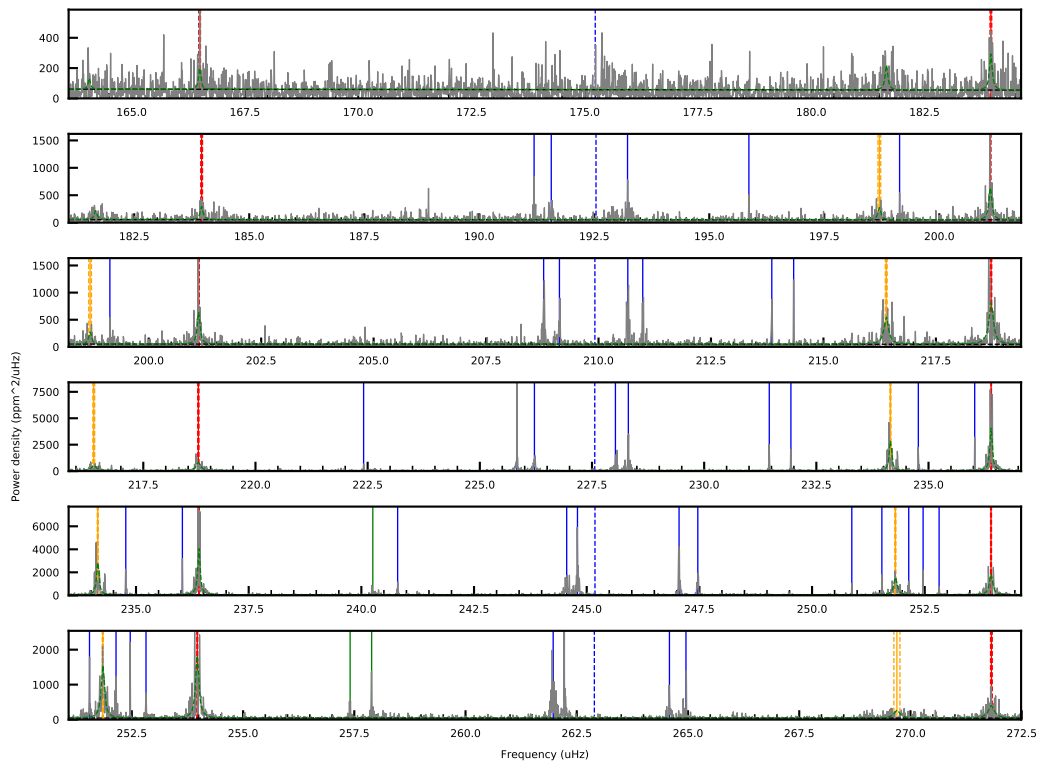 400
200
0
165.0 167.5 170.0 172.5 175.0 177.5 180.0 182.5
1500
1000
500
0
182.5 185.0 187.5 190.0 192.5 195.0 197.5 200.0
1500
1000
500
0
200.0 202.5 205.0 207.5 210.0 212.5 215.0 217.5
Power density (ppm^2/uHz)
7500
5000
2500
0
217.5 220.0 222.5 225.0 227.5 230.0 232.5 235.0
6000
4000
2000
0
235.0 237.5 240.0 242.5 245.0 247.5 250.0 252.5
2000
1000
0
252.5 255.0 257.5 260.0 262.5 265.0 267.5 270.0 272.5
Frequency (uHz)